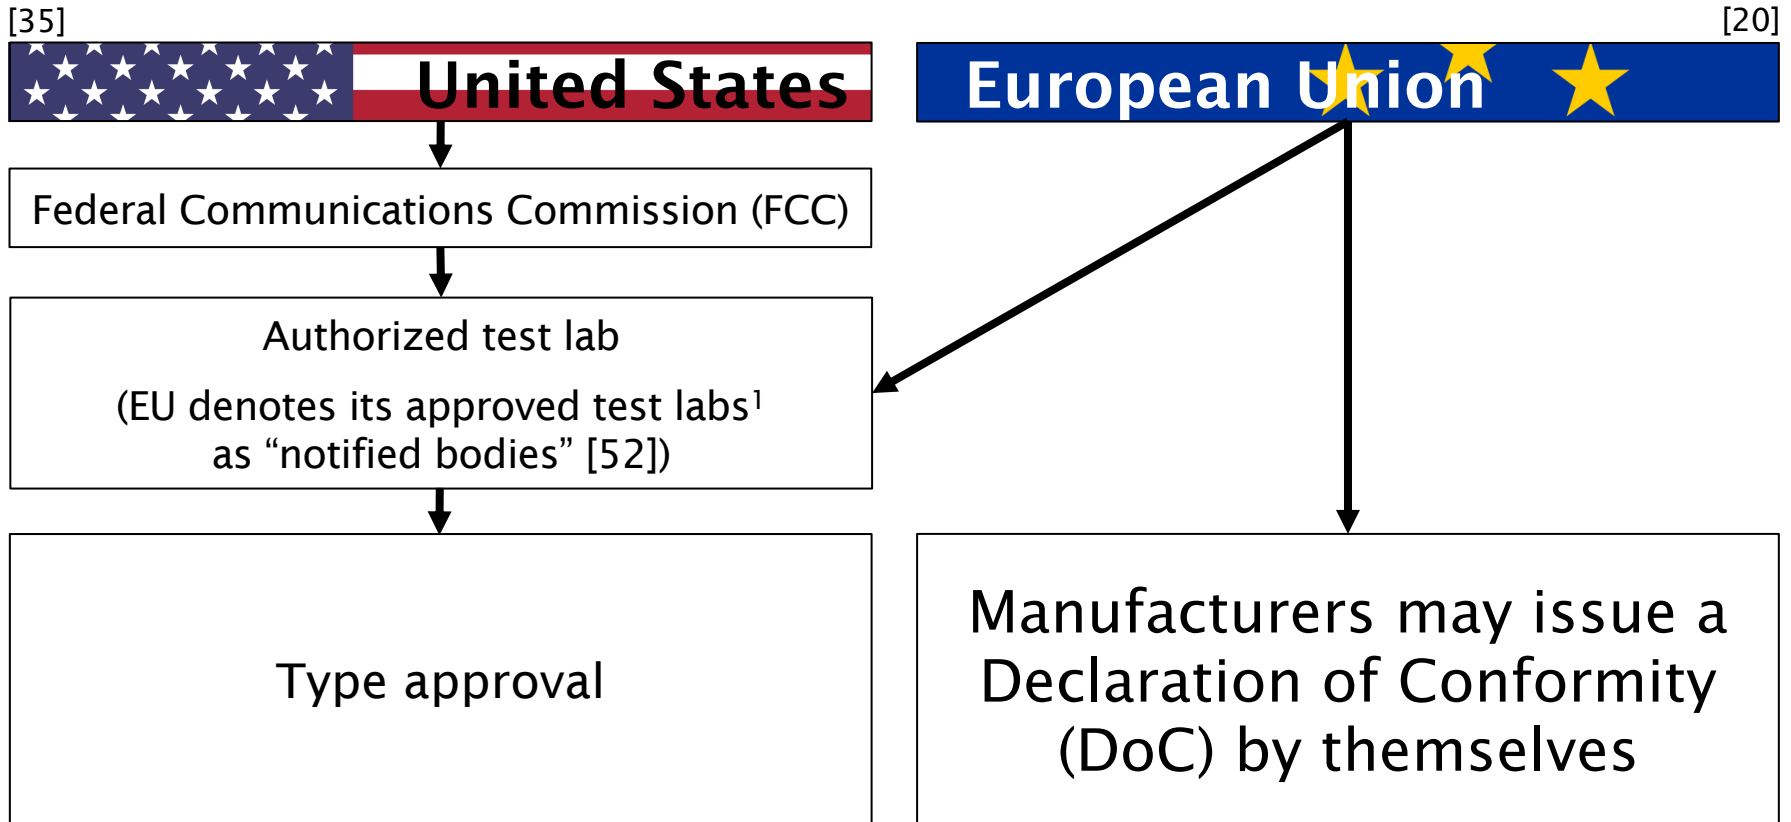 [35]
[20]
United States
European Union
Federal Communications Commission (FCC)
Authorized test lab
(EU denotes its approved test labs¹
as “notified bodies” [52])
Type approval
Manufacturers may issue a
Declaration of Conformity
(DoC) by themselves